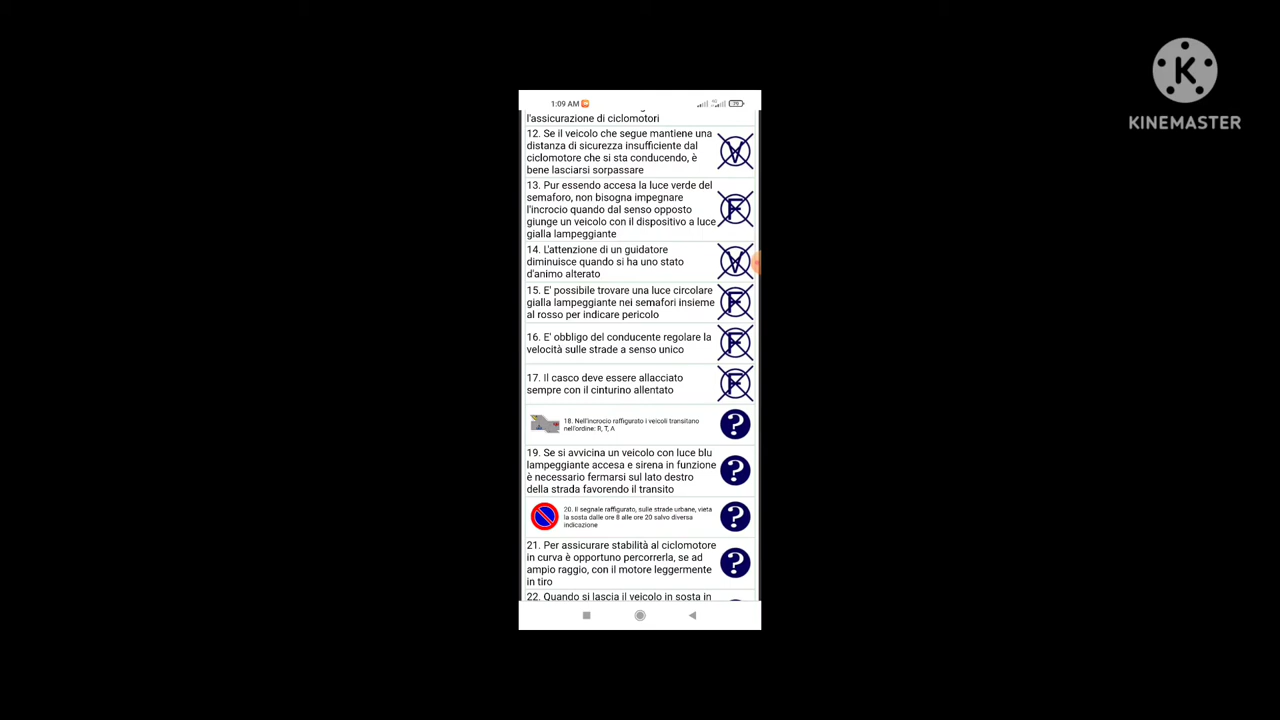 1:09 AM
79
KINEMASTER
l'assicurazione di ciclomotori
12. Se il veicolo che segue mantiene una
distanza di sicurezza insufficiente dal
ciclomotore che si sta conducendo, è
bene lasciarsi sorpassare
V
13. Pur essendo accesa la luce verde del
semaforo, non bisogna impegnare
l'incrocio quando dal senso opposto
giunge un veicolo con il dispositivo a luce
gialla lampeggiante
F
14. L'attenzione di un guidatore
diminuisce quando si ha uno stato
d'animo alterato
V
15. E' possibile trovare una luce circolare
gialla lampeggiante nei semafori insieme
al rosso per indicare pericolo
F
16. E' obbligo del conducente regolare la
velocità sulle strade a senso unico
F
17. Il casco deve essere allacciato
sempre con il cinturino allentato
F
18. Nell'incrocio raffigurato i veicoli transitano
nell'ordine: R, T, A
?
19. Se si avvicina un veicolo con luce blu
lampeggiante accesa e sirena in funzione
è necessario fermarsi sul lato destro
della strada favorendo il transito
?
20. Il segnale raffigurato, sulle strade urbane, vieta
la sosta dalle ore 8 alle ore 20 salvo diversa
indicazione
?
21. Per assicurare stabilità al ciclomotore
in curva è opportuno percorrerla, se ad
ampio raggio, con il motore leggermente
in tiro
?
22. Quando si lascia il veicolo in sosta in